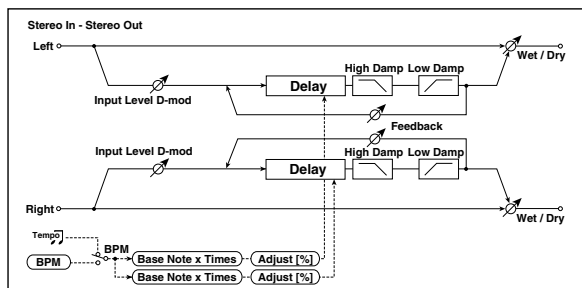 Stereo In - Stereo Out
Left
Wet / Dry
High Damp
Low Damp
Delay
Input Level D-mod
Feedback
Input Level D-mod
Delay
High Damp
Low Damp
Right
Wet / Dry
Tempo
BPM
BPM
Base Note x Times
Adjust [%]
Base Note x Times
Adjust [%]